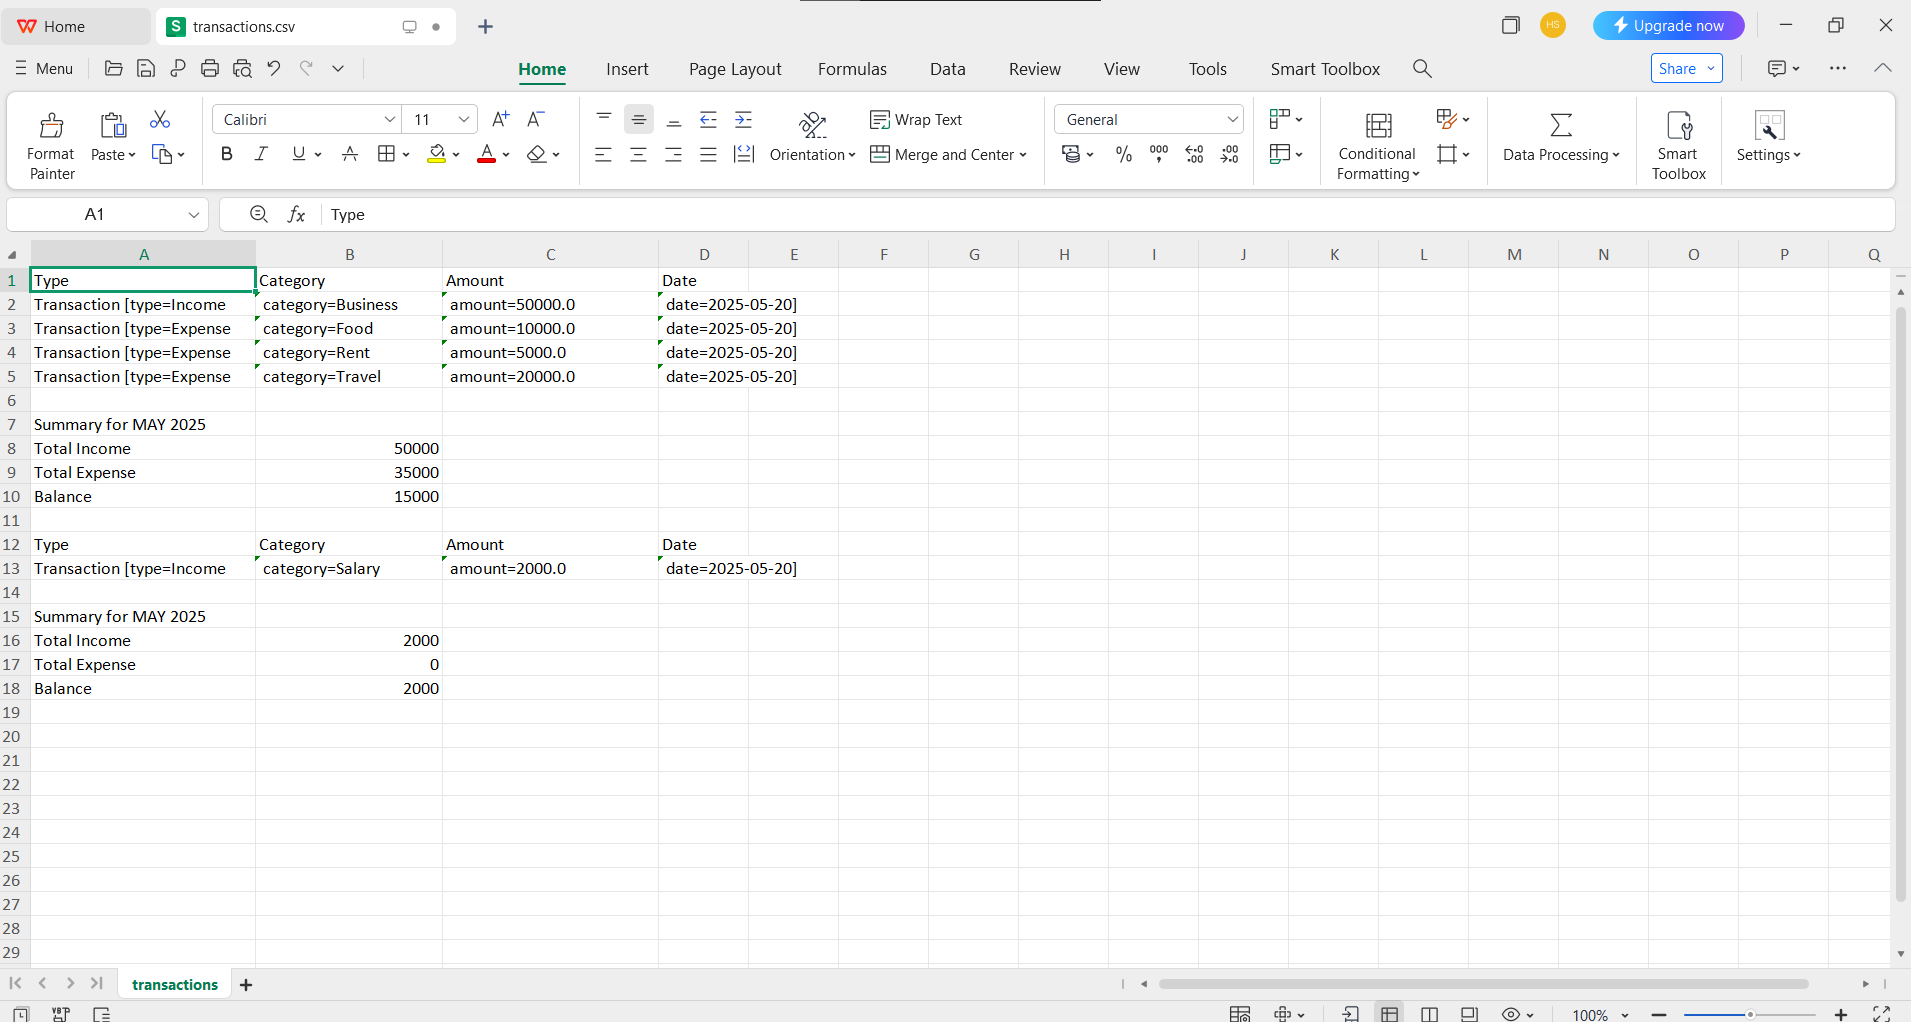 Home
transactions.csv
HS
Upgrade now
Menu
Home Insert Page Layout Formulas Data Review View Tools Smart Toolbox
Share
Format Painter
Paste
Calibri 11
Orientation
Wrap Text
Merge and Center
General
Conditional Formatting
Data Processing
Smart Toolbox
Settings
A1
fx
Type
A B C D E F G H I J K L M N O P Q
1 Type Category Amount Date
2 Transaction [type=Income category=Business amount=50000.0 date=2025-05-20]
3 Transaction [type=Expense category=Food amount=10000.0 date=2025-05-20]
4 Transaction [type=Expense category=Rent amount=5000.0 date=2025-05-20]
5 Transaction [type=Expense category=Travel amount=20000.0 date=2025-05-20]
6
7 Summary for MAY 2025
8 Total Income 50000
9 Total Expense 35000
10 Balance 15000
11
12 Type Category Amount Date
13 Transaction [type=Income category=Salary amount=2000.0 date=2025-05-20]
14
15 Summary for MAY 2025
16 Total Income 2000
17 Total Expense 0
18 Balance 2000
19
20
21
22
23
24
25
26
27
28
29
transactions
100%